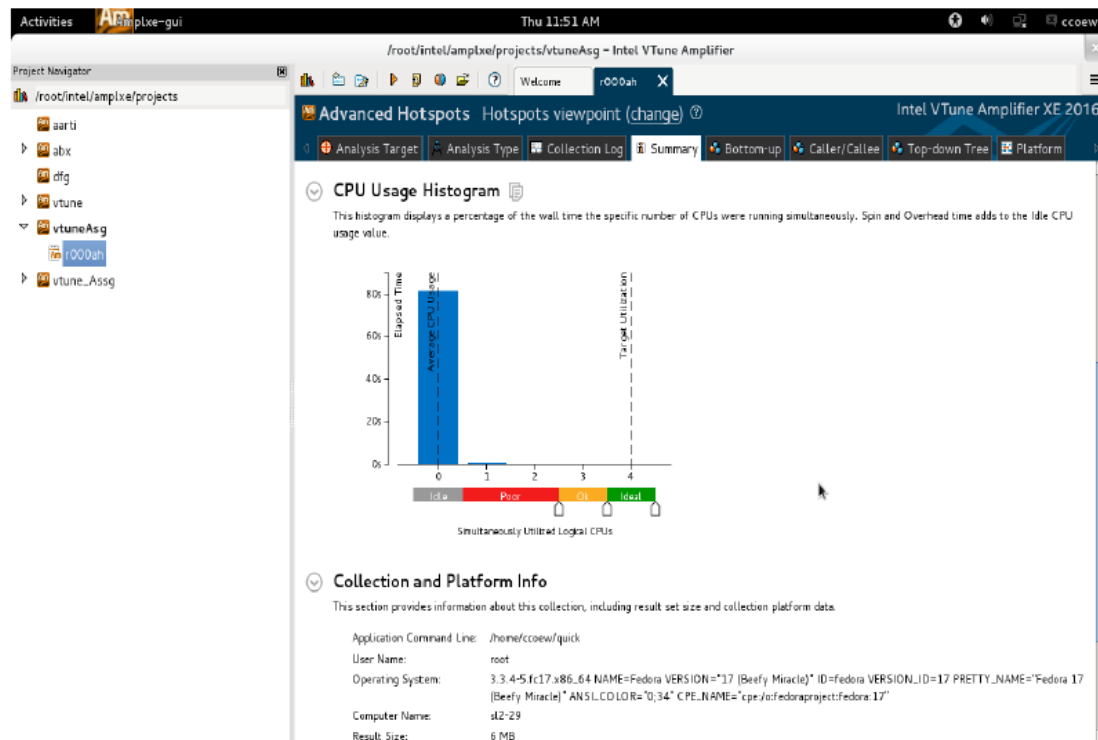 Activities Amplxe-gui Thu 11:51 AM ccoew
/root/intel/amplxe/projects/vtuneAsg - Intel VTune Amplifier
Project Navigator
/root/intel/amplxe/projects
aarti
abx
dfg
vtune
vtuneAsg
r000ah
vtune_Assg
Welcome r000ah X
Advanced Hotspots Hotspots viewpoint (change) ?
Intel VTune Amplifier XE 2016
Analysis Target Analysis Type Collection Log Summary Bottom-up Caller/Callee Top-down Tree Platform
CPU Usage Histogram
This histogram displays a percentage of the wall time the specific number of CPUs were running simultaneously. Spin and Overhead time adds to the Idle CPU
usage value.
Elapsed Time
Average CPU Usage
Target Utilization
80s
60s
40s
20s
0s
0 1 2 3 4
Idle Poor Ok Ideal
Simultaneously Utilized Logical CPUs
Collection and Platform Info
This section provides information about this collection, including result set size and collection platform data.
Application Command Line: /home/ccoew/quick
User Name: root
Operating System: 3.3.4-5.fc17.x86_64 NAME=Fedora VERSION="17 (Beefy Miracle)" ID=fedora VERSION_ID=17 PRETTY_NAME="Fedora 17
(Beefy Miracle)" ANSI_COLOR="0;34" CPE_NAME="cpe:/o:fedoraproject:fedora:17"
Computer Name: sl2-29
Result Size: 6 MB